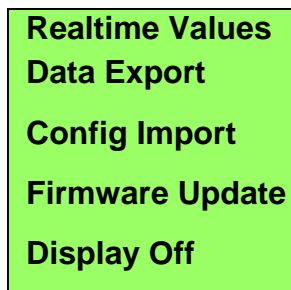 Realtime Values
Data Export
Config Import
Firmware Update
Display Off